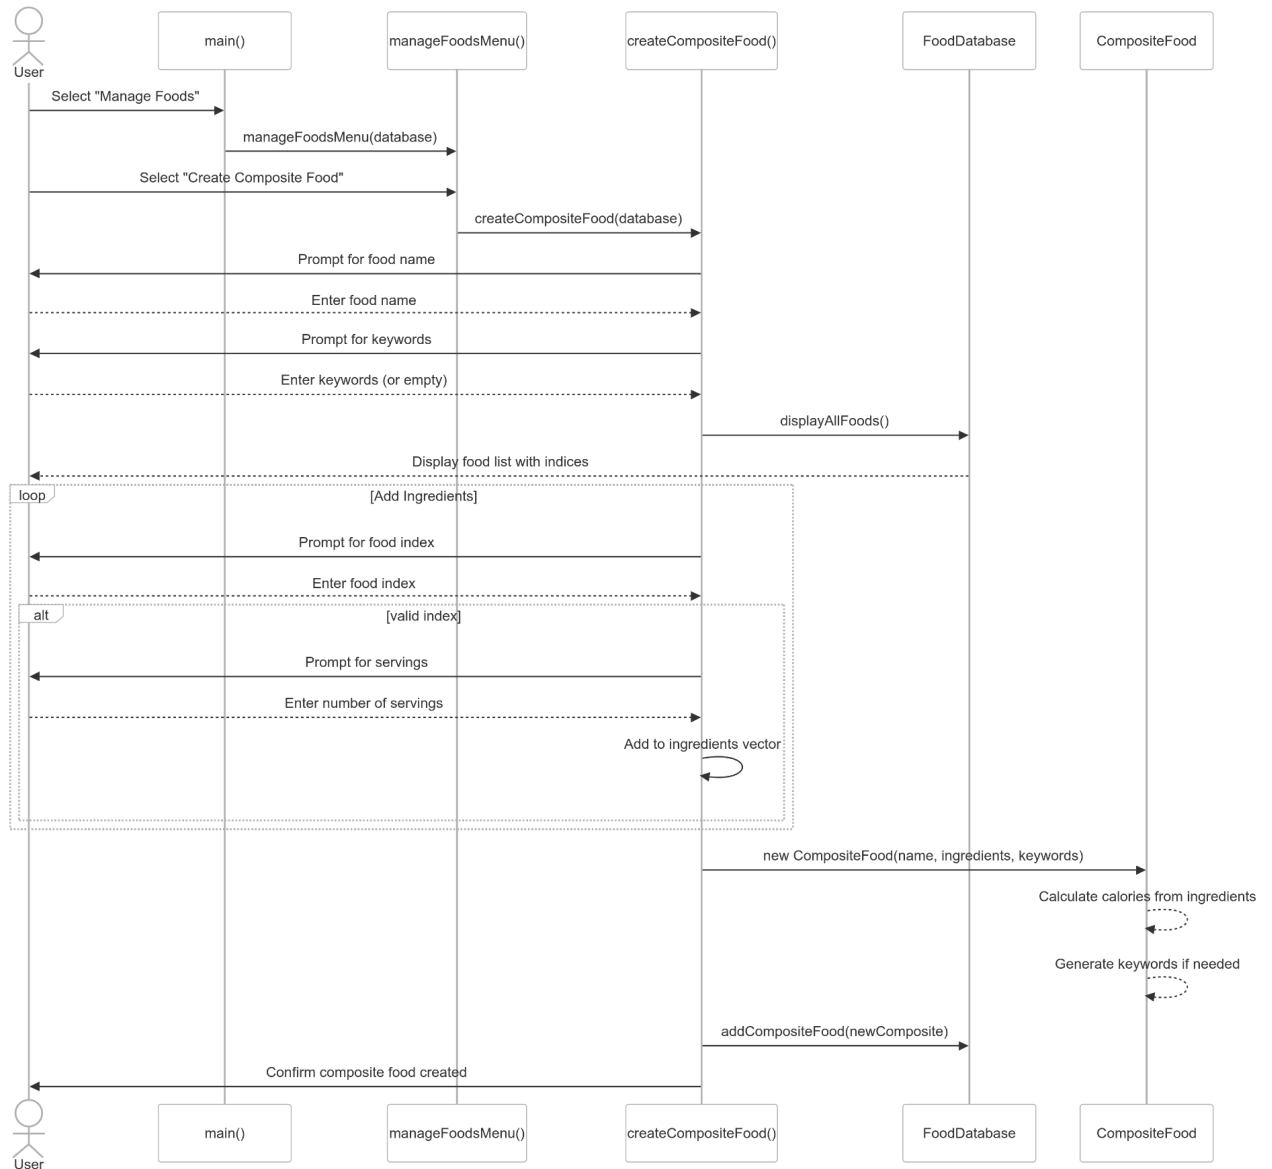 User
main()
manageFoodsMenu()
createCompositeFood()
FoodDatabase
CompositeFood
Select "Manage Foods"
manageFoodsMenu(database)
Select "Create Composite Food"
createCompositeFood(database)
Prompt for food name
Enter food name
Prompt for keywords
Enter keywords (or empty)
displayAllFoods()
Display food list with indices
loop
[Add Ingredients]
Prompt for food index
Enter food index
alt
[valid index]
Prompt for servings
Enter number of servings
Add to ingredients vector
new CompositeFood(name, ingredients, keywords)
Calculate calories from ingredients
Generate keywords if needed
addCompositeFood(newComposite)
Confirm composite food created
User
main()
manageFoodsMenu()
createCompositeFood()
FoodDatabase
CompositeFood